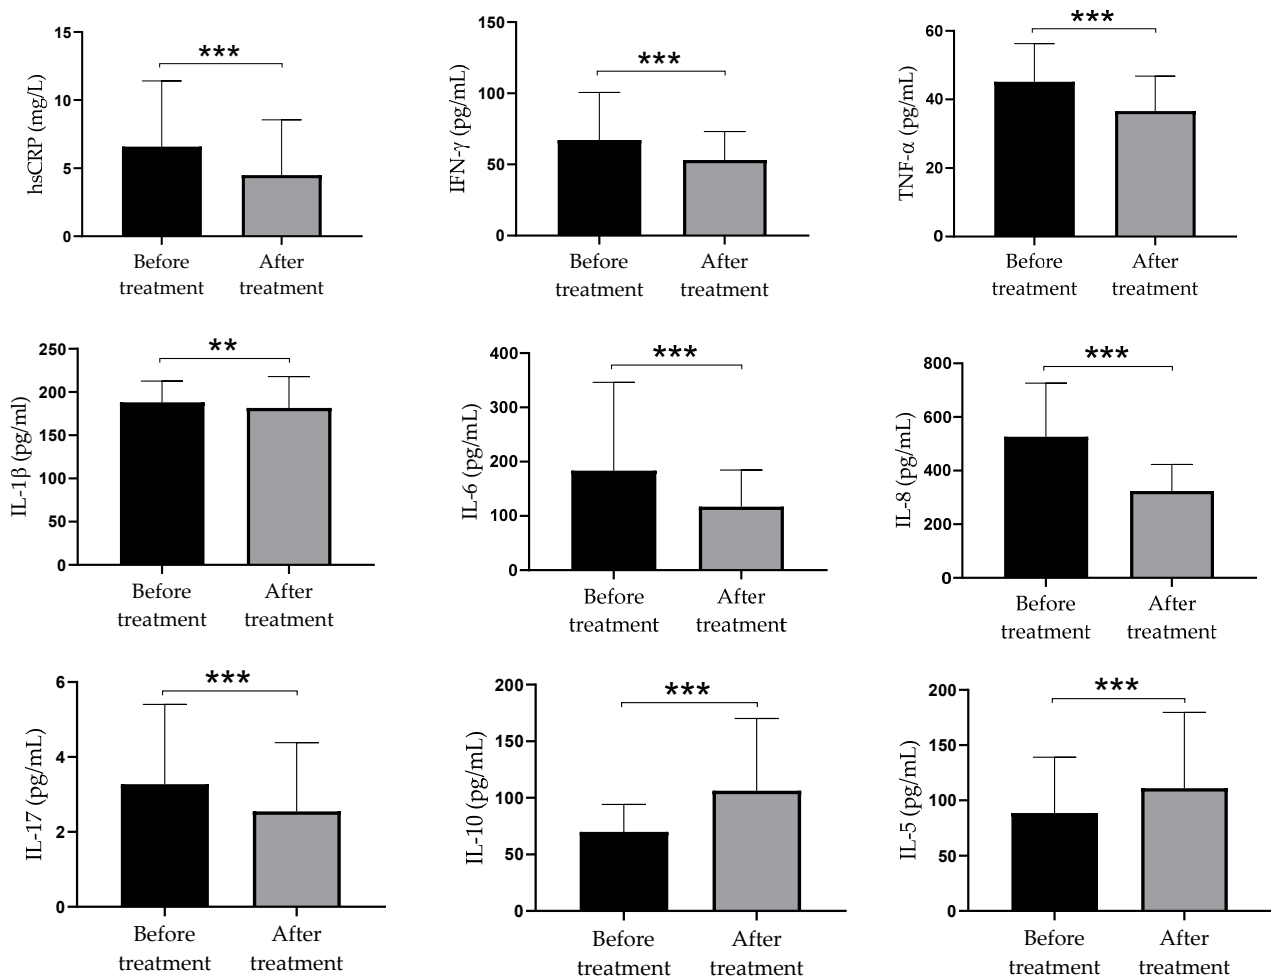 hsCRP (mg/L)
15
10
5
0
***
Before
treatment
After
treatment
IFN-γ (pg/mL)
150
100
50
0
***
Before
treatment
After
treatment
TNF-α (pg/mL)
60
40
20
0
***
Before
treatment
After
treatment
IL-1β (pg/ml)
250
200
150
100
50
0
**
Before
treatment
After
treatment
IL-6 (pg/mL)
400
300
200
100
0
***
Before
treatment
After
treatment
IL-8 (pg/mL)
800
600
400
200
0
***
Before
treatment
After
treatment
IL-17 (pg/mL)
6
4
2
0
***
Before
treatment
After
treatment
IL-10 (pg/mL)
200
150
100
50
0
***
Before
treatment
After
treatment
IL-5 (pg/mL)
200
150
100
50
0
***
Before
treatment
After
treatment